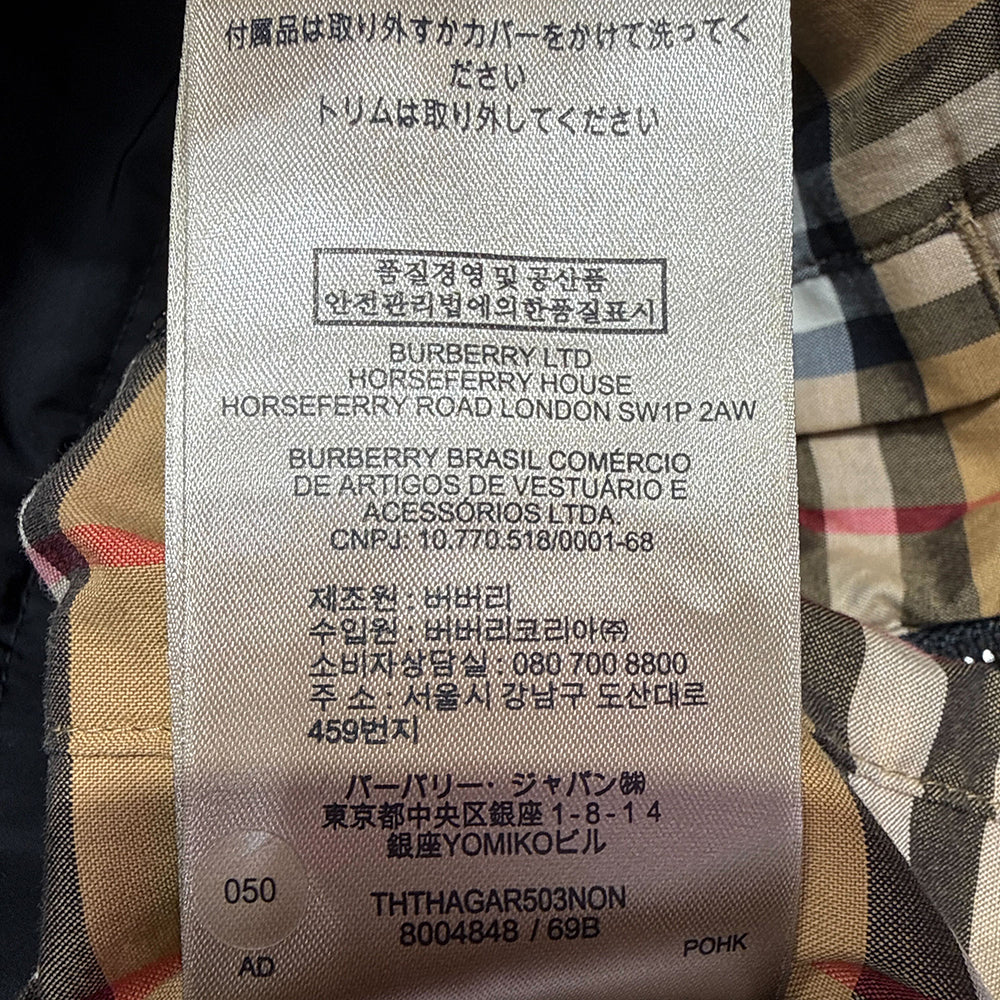 付属品は取り外すかカバーをかけて洗ってく
ださい
トリムは取り外してください
품질경영 및 공산품
안전관리법에의한품질표시
BURBERRY LTD
HORSEFERRY HOUSE
HORSEFERRY ROAD LONDON SW1P 2AW
BURBERRY BRASIL COMÉRCIO
DE ARTIGOS DE VESTUÁRIO E
ACESSÓRIOS LTDA.
CNPJ: 10.770.518/0001-68
제조원 : 버버리
수입원 : 버버리코리아㈜
소비자상담실 : 080 700 8800
주 소 : 서울시 강남구 도산대로
459번지
バーバリー・ジャパン㈱
東京都中央区銀座 1-8-1 4
銀座YOMIKOビル
THTHAGAR503NON
8004848 / 69B
050
AD
POHK